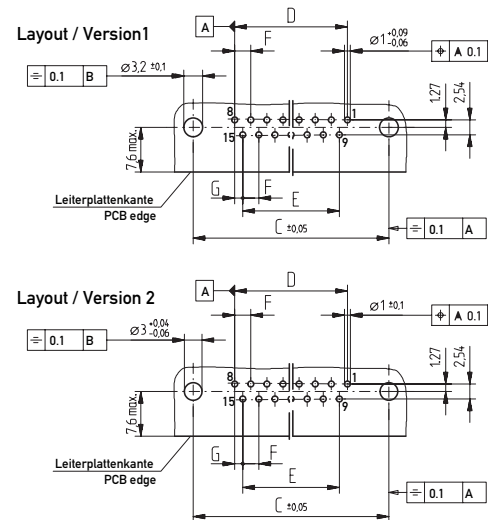 Layout / Version1
A
D
F
ø1 +0,09 -0,06
⌖ A 0.1
⌯ 0.1 B
ø3,2 ±0,1
8
1
1,27
2,54
15
9
7,6 max.
G
F
E
Leiterplattenkante
PCB edge
C ±0,05
⌯ 0.1 A
Layout / Version 2
A
D
F
ø1 ±0,1
⌖ A 0.1
⌯ 0.1 B
ø3 +0,04 -0,06
8
1
1,27
2,54
15
9
7,6 max.
G
F
E
Leiterplattenkante
PCB edge
C ±0,05
⌯ 0.1 A